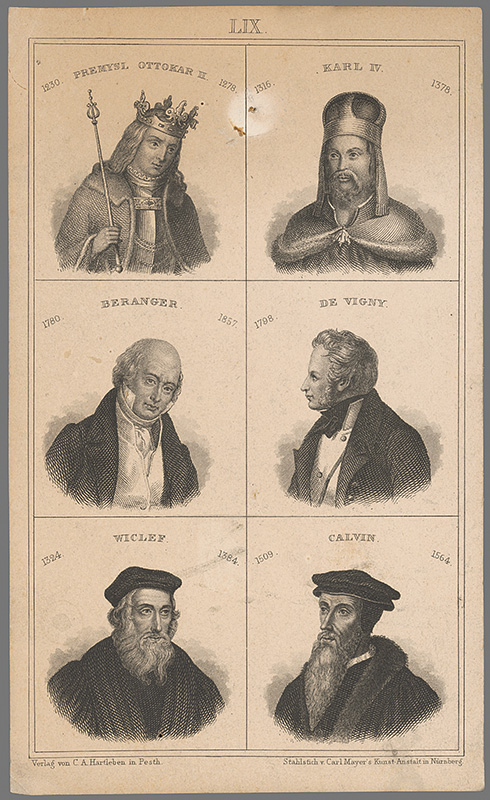 LIX.
PREMYSL OTTOKAR II.
1230. 1278.
KARL IV.
1316. 1378.
BERANGER.
1780. 1857.
DE VIGNY.
1798.
WICLEF.
1324 1384.
CALVIN.
1509. 1564.
Verlag von C. A. Hartleben in Pesth.
Stahlstich v. Carl Mayer's Kunst-Anstalt in Nürnberg